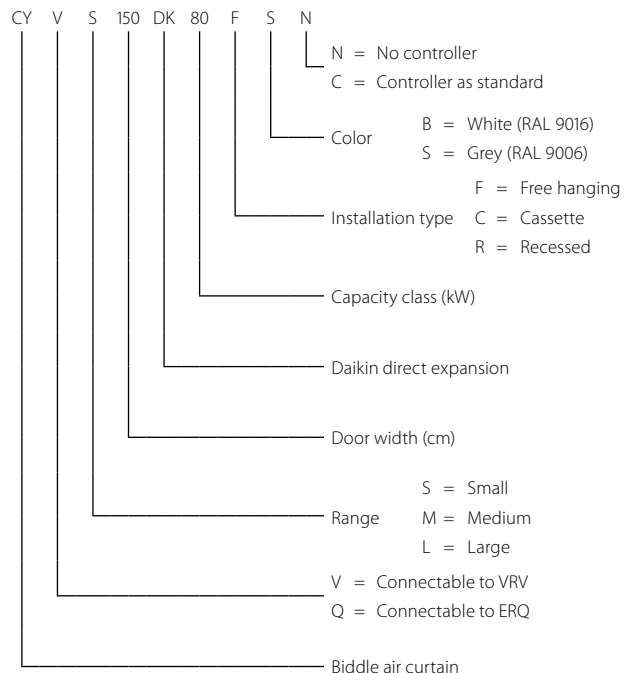 CY V S 150 DK 80 F S N
N = No controller
C = Controller as standard
Color
B = White (RAL 9016)
S = Grey (RAL 9006)
Installation type
F = Free hanging
C = Cassette
R = Recessed
Capacity class (kW)
Daikin direct expansion
Door width (cm)
Range
S = Small
M = Medium
L = Large
V = Connectable to VRV
Q = Connectable to ERQ
Biddle air curtain